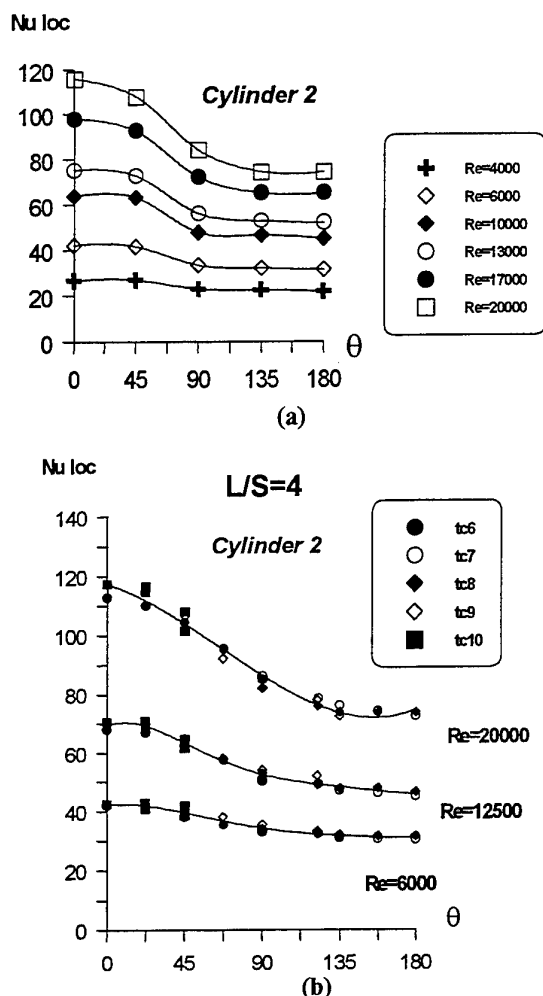 Nu loc
120
100
80
60
40
20
0
Cylinder 2
0 45 90 135 180
θ
Re=4000
Re=6000
Re=10000
Re=13000
Re=17000
Re=20000
(a)
Nu loc
L/S=4
140
120
100
80
60
40
20
0
Cylinder 2
tc6
tc7
tc8
tc9
tc10
Re=20000
Re=12500
Re=6000
θ
0 45 90 135 180
(b)